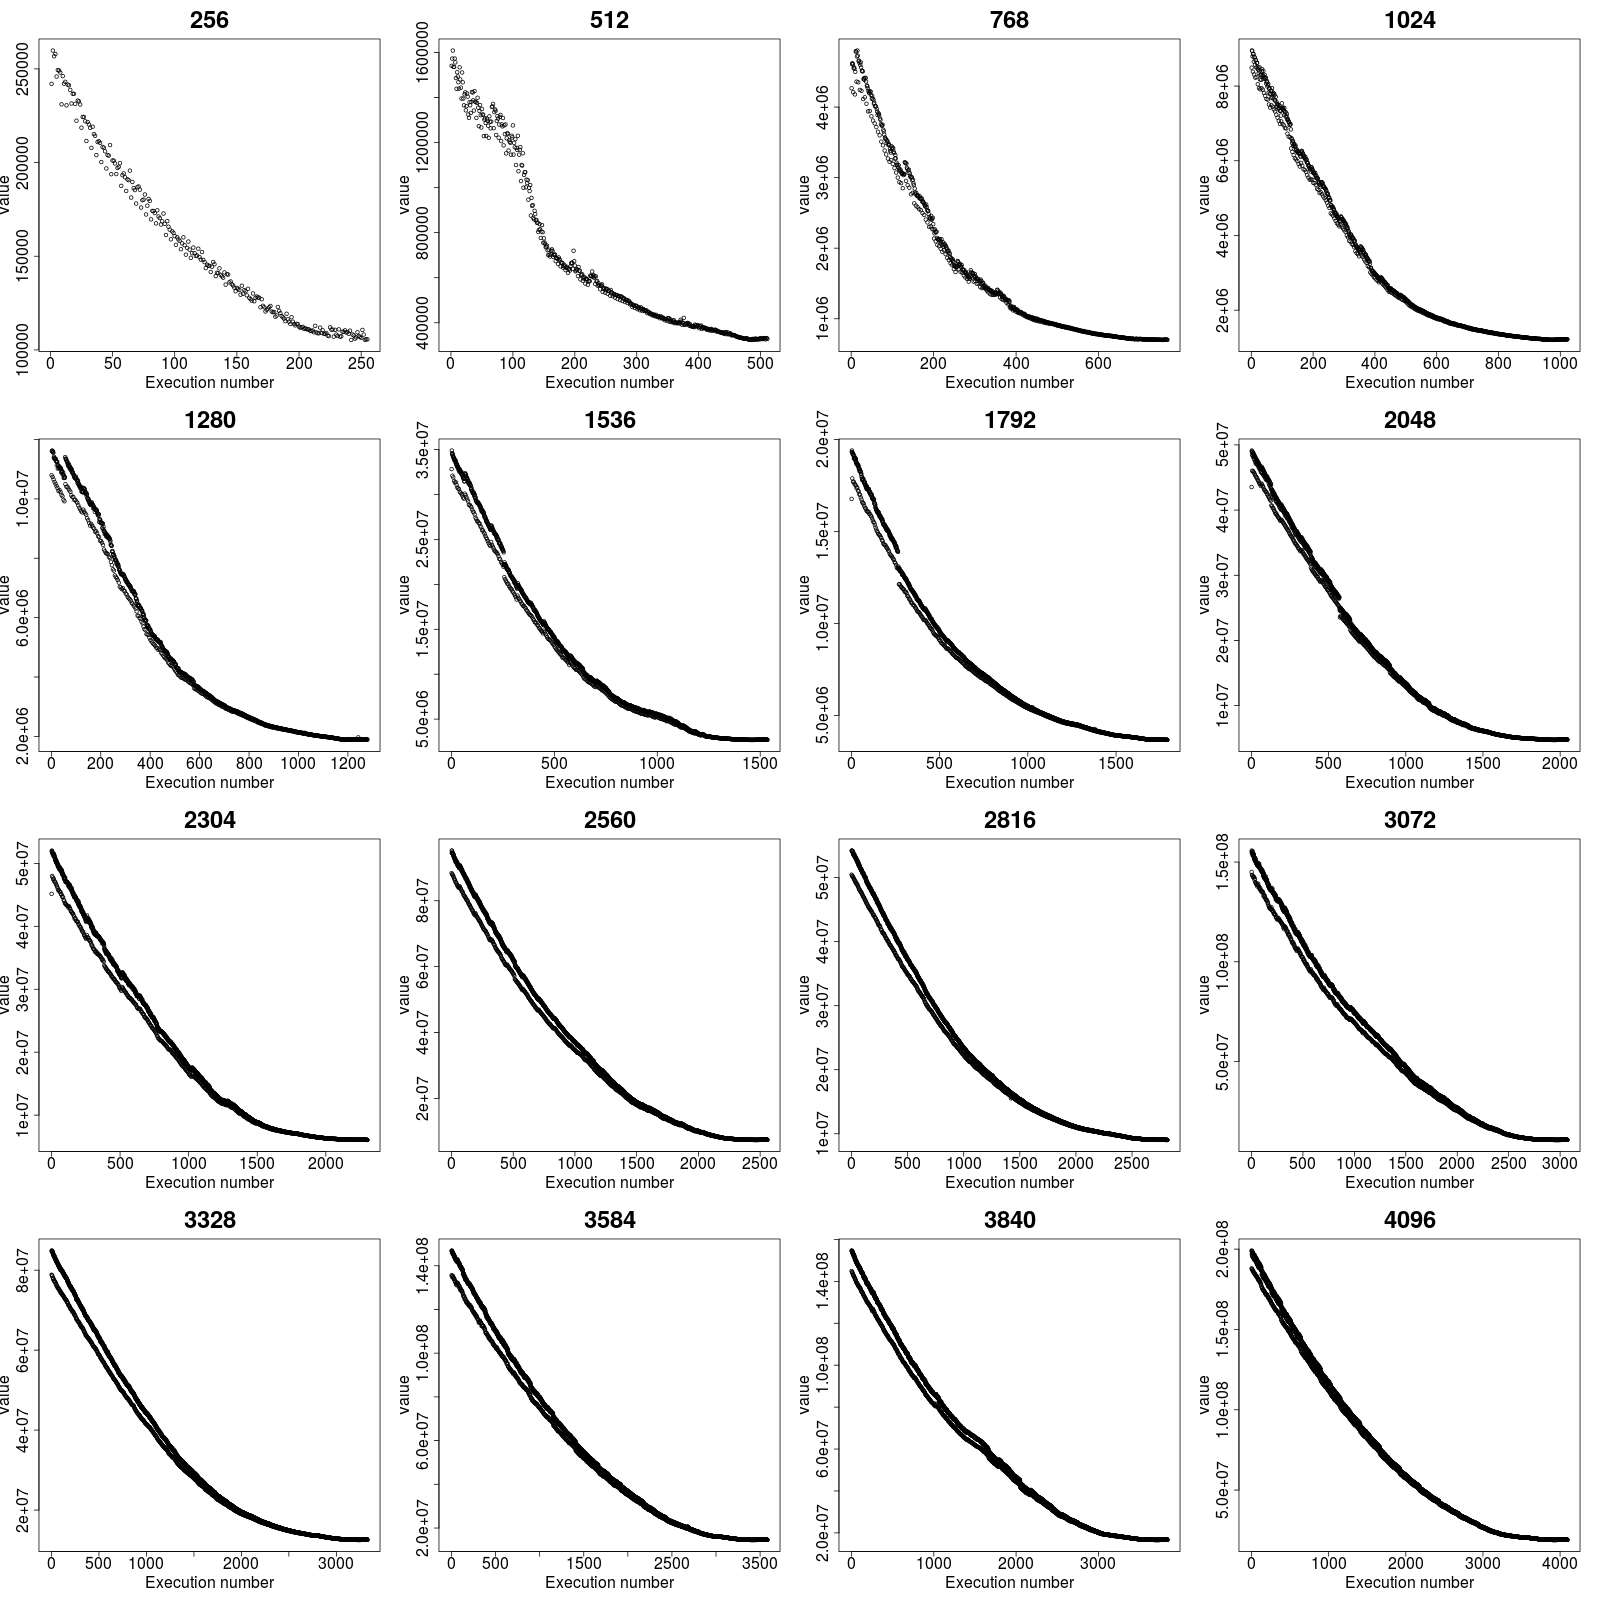 256
value
250000
200000
150000
100000
0 50 100 150 200 250
Execution number
512
value
1600000
1200000
800000
400000
0 100 200 300 400 500
Execution number
768
value
4e+06
3e+06
2e+06
1e+06
0 200 400 600
Execution number
1024
value
8e+06
6e+06
4e+06
2e+06
0 200 400 600 800 1000
Execution number
1280
value
1.0e+07
6.0e+06
2.0e+06
0 200 400 600 800 1000 1200
Execution number
1536
value
3.5e+07
2.5e+07
1.5e+07
5.0e+06
0 500 1000 1500
Execution number
1792
value
2.0e+07
1.5e+07
1.0e+07
5.0e+06
0 500 1000 1500
Execution number
2048
value
5e+07
4e+07
3e+07
2e+07
1e+07
0 500 1000 1500 2000
Execution number
2304
value
5e+07
4e+07
3e+07
2e+07
1e+07
0 500 1000 1500 2000
Execution number
2560
value
8e+07
6e+07
4e+07
2e+07
0 500 1000 1500 2000 2500
Execution number
2816
value
5e+07
4e+07
3e+07
2e+07
1e+07
0 500 1000 1500 2000 2500
Execution number
3072
value
1.5e+08
1.0e+08
5.0e+07
0 500 1000 1500 2000 2500 3000
Execution number
3328
value
8e+07
6e+07
4e+07
2e+07
0 500 1000 2000 3000
Execution number
3584
value
1.4e+08
1.0e+08
6.0e+07
2.0e+07
0 500 1500 2500 3500
Execution number
3840
value
1.4e+08
1.0e+08
6.0e+07
2.0e+07
0 1000 2000 3000
Execution number
4096
value
2.0e+08
1.5e+08
1.0e+08
5.0e+07
0 1000 2000 3000 4000
Execution number